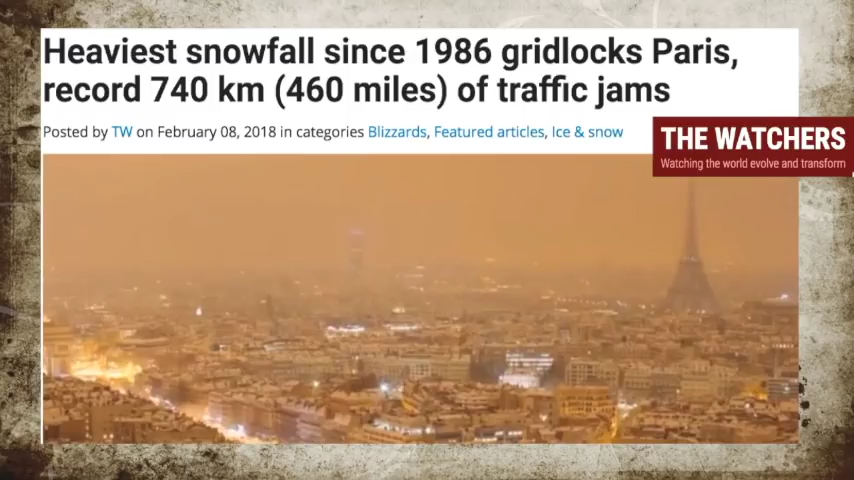 Heaviest snowfall since 1986 gridlocks Paris,
record 740 km (460 miles) of traffic jams
Posted by TW on February 08, 2018 in categories Blizzards, Featured articles, Ice & snow
THE WATCHERS
Watching the world evolve and transform